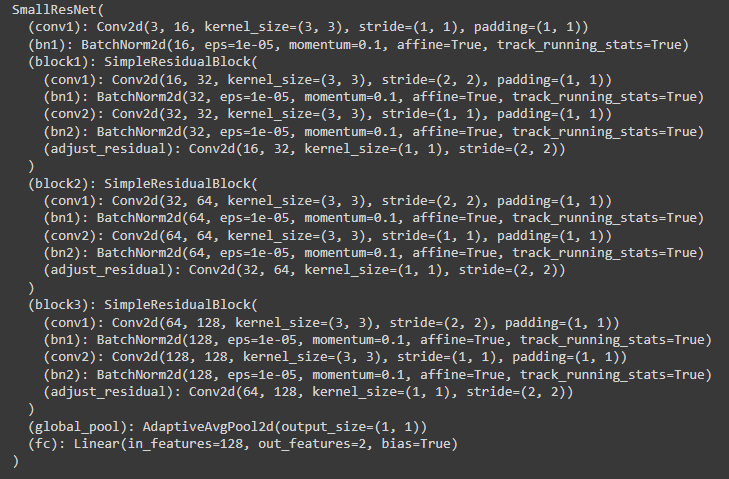 SmallResNet(
  (conv1): Conv2d(3, 16, kernel_size=(3, 3), stride=(1, 1), padding=(1, 1))
  (bn1): BatchNorm2d(16, eps=1e-05, momentum=0.1, affine=True, track_running_stats=True)
  (block1): SimpleResidualBlock(
    (conv1): Conv2d(16, 32, kernel_size=(3, 3), stride=(2, 2), padding=(1, 1))
    (bn1): BatchNorm2d(32, eps=1e-05, momentum=0.1, affine=True, track_running_stats=True)
    (conv2): Conv2d(32, 32, kernel_size=(3, 3), stride=(1, 1), padding=(1, 1))
    (bn2): BatchNorm2d(32, eps=1e-05, momentum=0.1, affine=True, track_running_stats=True)
    (adjust_residual): Conv2d(16, 32, kernel_size=(1, 1), stride=(2, 2))
  )
  (block2): SimpleResidualBlock(
    (conv1): Conv2d(32, 64, kernel_size=(3, 3), stride=(2, 2), padding=(1, 1))
    (bn1): BatchNorm2d(64, eps=1e-05, momentum=0.1, affine=True, track_running_stats=True)
    (conv2): Conv2d(64, 64, kernel_size=(3, 3), stride=(1, 1), padding=(1, 1))
    (bn2): BatchNorm2d(64, eps=1e-05, momentum=0.1, affine=True, track_running_stats=True)
    (adjust_residual): Conv2d(32, 64, kernel_size=(1, 1), stride=(2, 2))
  )
  (block3): SimpleResidualBlock(
    (conv1): Conv2d(64, 128, kernel_size=(3, 3), stride=(2, 2), padding=(1, 1))
    (bn1): BatchNorm2d(128, eps=1e-05, momentum=0.1, affine=True, track_running_stats=True)
    (conv2): Conv2d(128, 128, kernel_size=(3, 3), stride=(1, 1), padding=(1, 1))
    (bn2): BatchNorm2d(128, eps=1e-05, momentum=0.1, affine=True, track_running_stats=True)
    (adjust_residual): Conv2d(64, 128, kernel_size=(1, 1), stride=(2, 2))
  )
  (global_pool): AdaptiveAvgPool2d(output_size=(1, 1))
  (fc): Linear(in_features=128, out_features=2, bias=True)
)